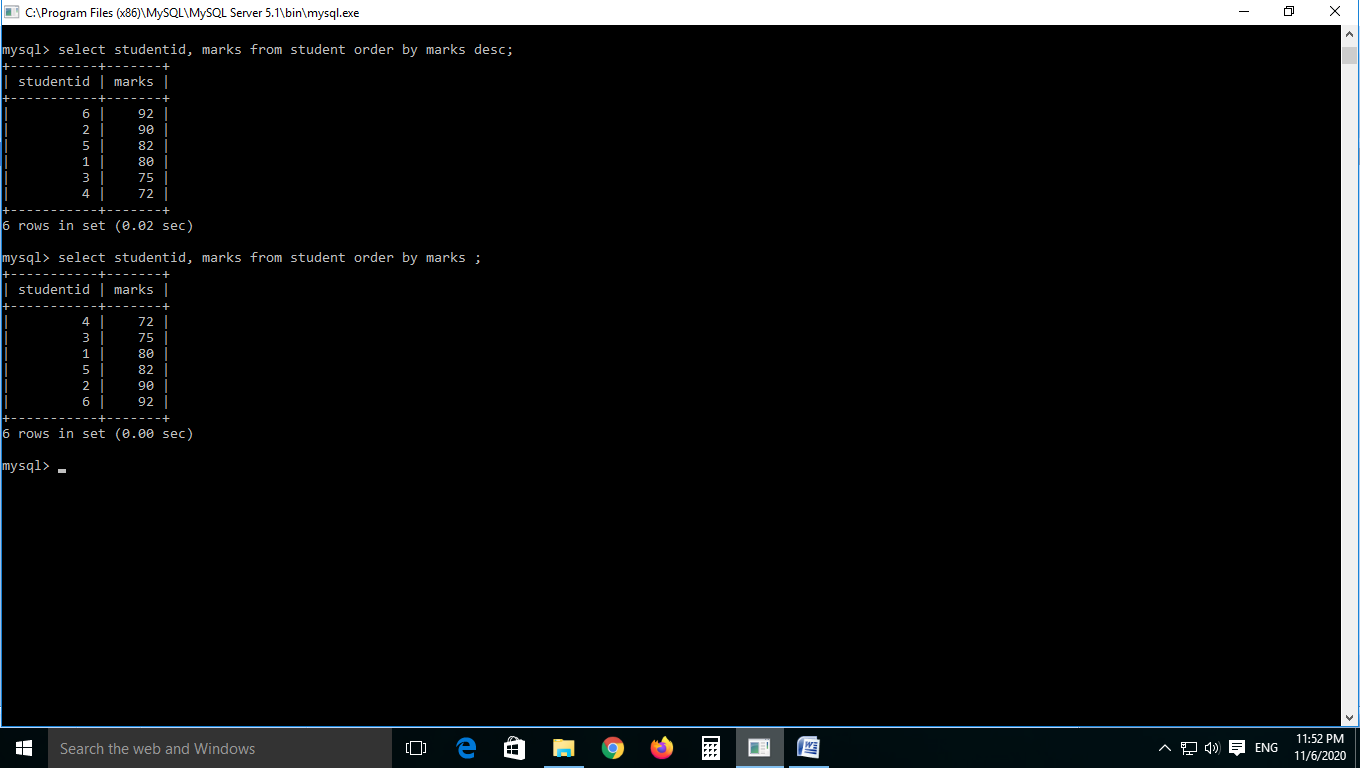 C:\Program Files (x86)\MySQL\MySQL Server 5.1\bin\mysql.exe
mysql> select studentid, marks from student order by marks desc;
+-----------+-------+
| studentid | marks |
+-----------+-------+
|         6 |    92 |
|         2 |    90 |
|         5 |    82 |
|         1 |    80 |
|         3 |    75 |
|         4 |    72 |
+-----------+-------+
6 rows in set (0.02 sec)
mysql> select studentid, marks from student order by marks ;
+-----------+-------+
| studentid | marks |
+-----------+-------+
|         4 |    72 |
|         3 |    75 |
|         1 |    80 |
|         5 |    82 |
|         2 |    90 |
|         6 |    92 |
+-----------+-------+
6 rows in set (0.00 sec)
mysql> _
Search the web and Windows
ENG
11:52 PM
11/6/2020